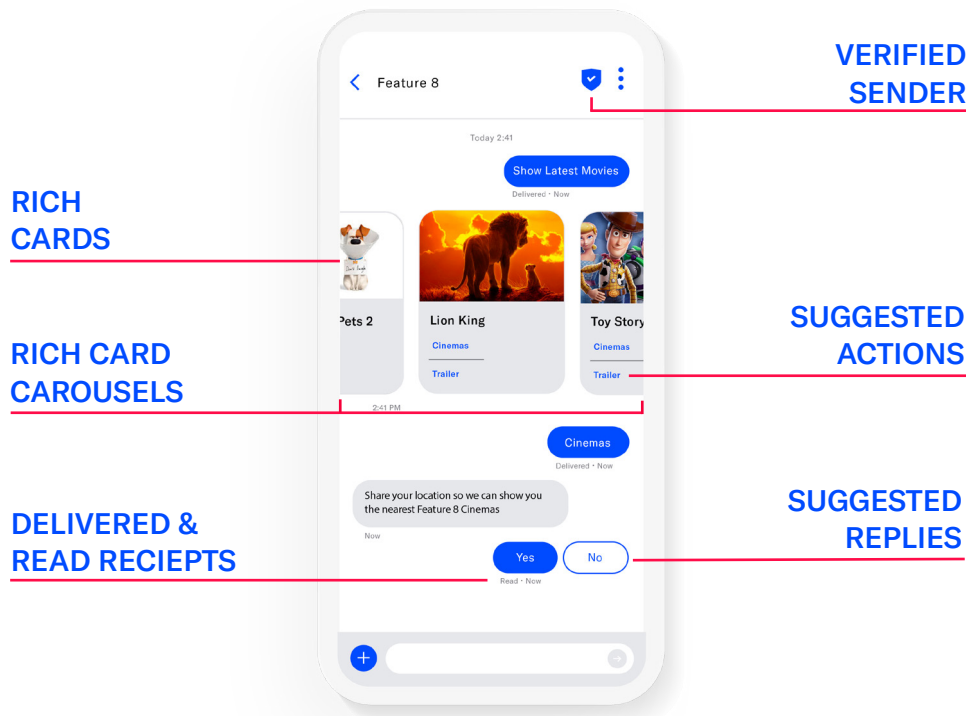 VERIFIED
SENDER
Feature 8
Today 2:41
Show Latest Movies
Delivered • Now
RICH
CARDS
Pets 2
Lion King
Cinemas
Trailer
Toy Story
Cinemas
Trailer
SUGGESTED
ACTIONS
RICH CARD
CAROUSELS
2:41 PM
Cinemas
Delivered • Now
Share your location so we can show you
the nearest Feature 8 Cinemas
Now
SUGGESTED
REPLIES
DELIVERED &
READ RECIEPTS
Yes
No
Read • Now